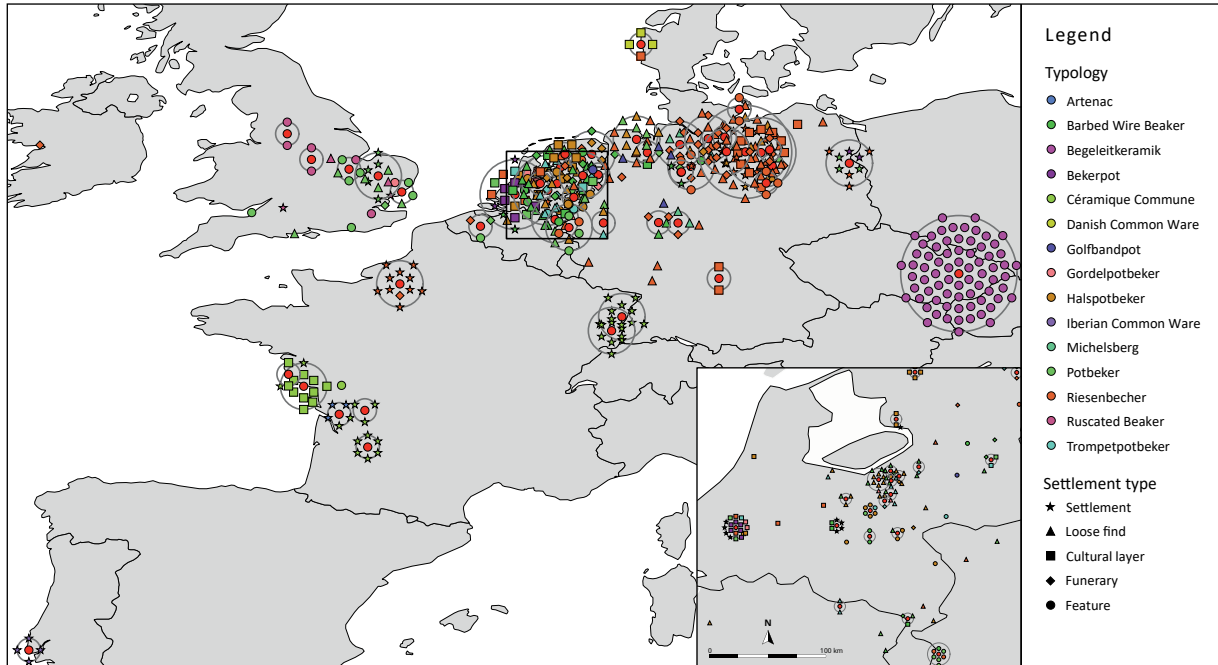 Legend
Typology
Artenac
Barbed Wire Beaker
Begeleitkeramik
Bekerpot
Céramique Commune
Danish Common Ware
Golfbandpot
Gordelpotbeker
Halspotbeker
Iberian Common Ware
Michelsberg
Potbeker
Riesenbecher
Ruscated Beaker
Trompetpotbeker
Settlement type
Settlement
Loose find
Cultural layer
Funerary
Feature
N
0 100 km